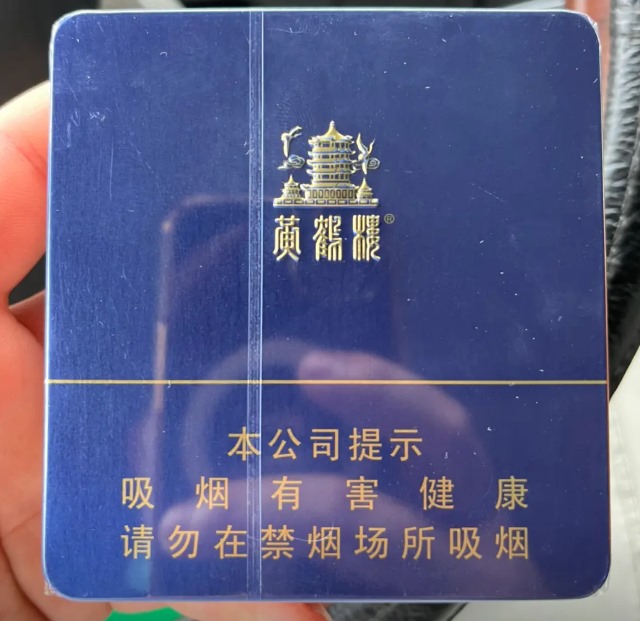 黄鹤楼®
本公司提示
吸烟有害健康
请勿在禁烟场所吸烟